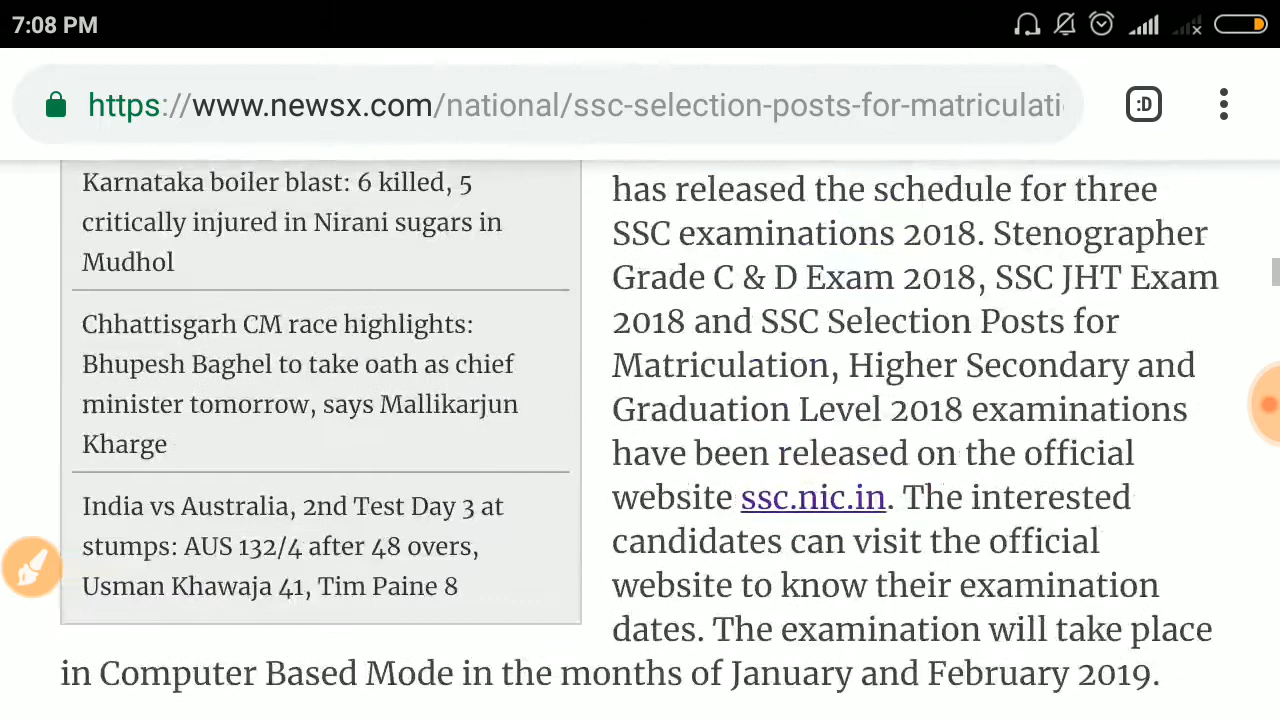 7:08 PM
https://www.newsx.com/national/ssc-selection-posts-for-matriculati
:D
Karnataka boiler blast: 6 killed, 5
critically injured in Nirani sugars in
Mudhol
Chhattisgarh CM race highlights:
Bhupesh Baghel to take oath as chief
minister tomorrow, says Mallikarjun
Kharge
India vs Australia, 2nd Test Day 3 at
stumps: AUS 132/4 after 48 overs,
Usman Khawaja 41, Tim Paine 8
has released the schedule for three
SSC examinations 2018. Stenographer
Grade C & D Exam 2018, SSC JHT Exam
2018 and SSC Selection Posts for
Matriculation, Higher Secondary and
Graduation Level 2018 examinations
have been released on the official
website ssc.nic.in. The interested
candidates can visit the official
website to know their examination
dates. The examination will take place
in Computer Based Mode in the months of January and February 2019.